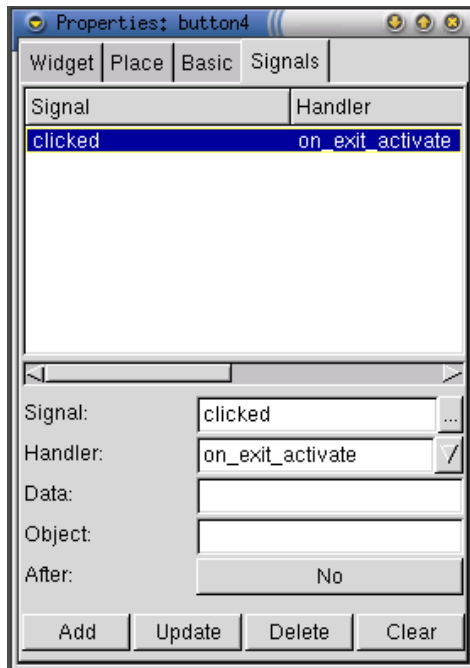 Properties: button4
Widget Place Basic Signals
Signal Handler
clicked on_exit_activate
Signal: clicked ...
Handler: on_exit_activate
Data:
Object:
After: No
Add Update Delete Clear